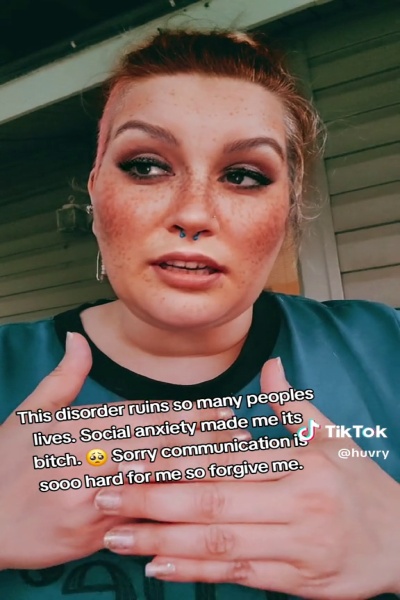 This disorder ruins so many peoples
lives. Social anxiety made me its
bitch. 🥺 Sorry communication is
sooo hard for me so forgive me.
TikTok
@huvry